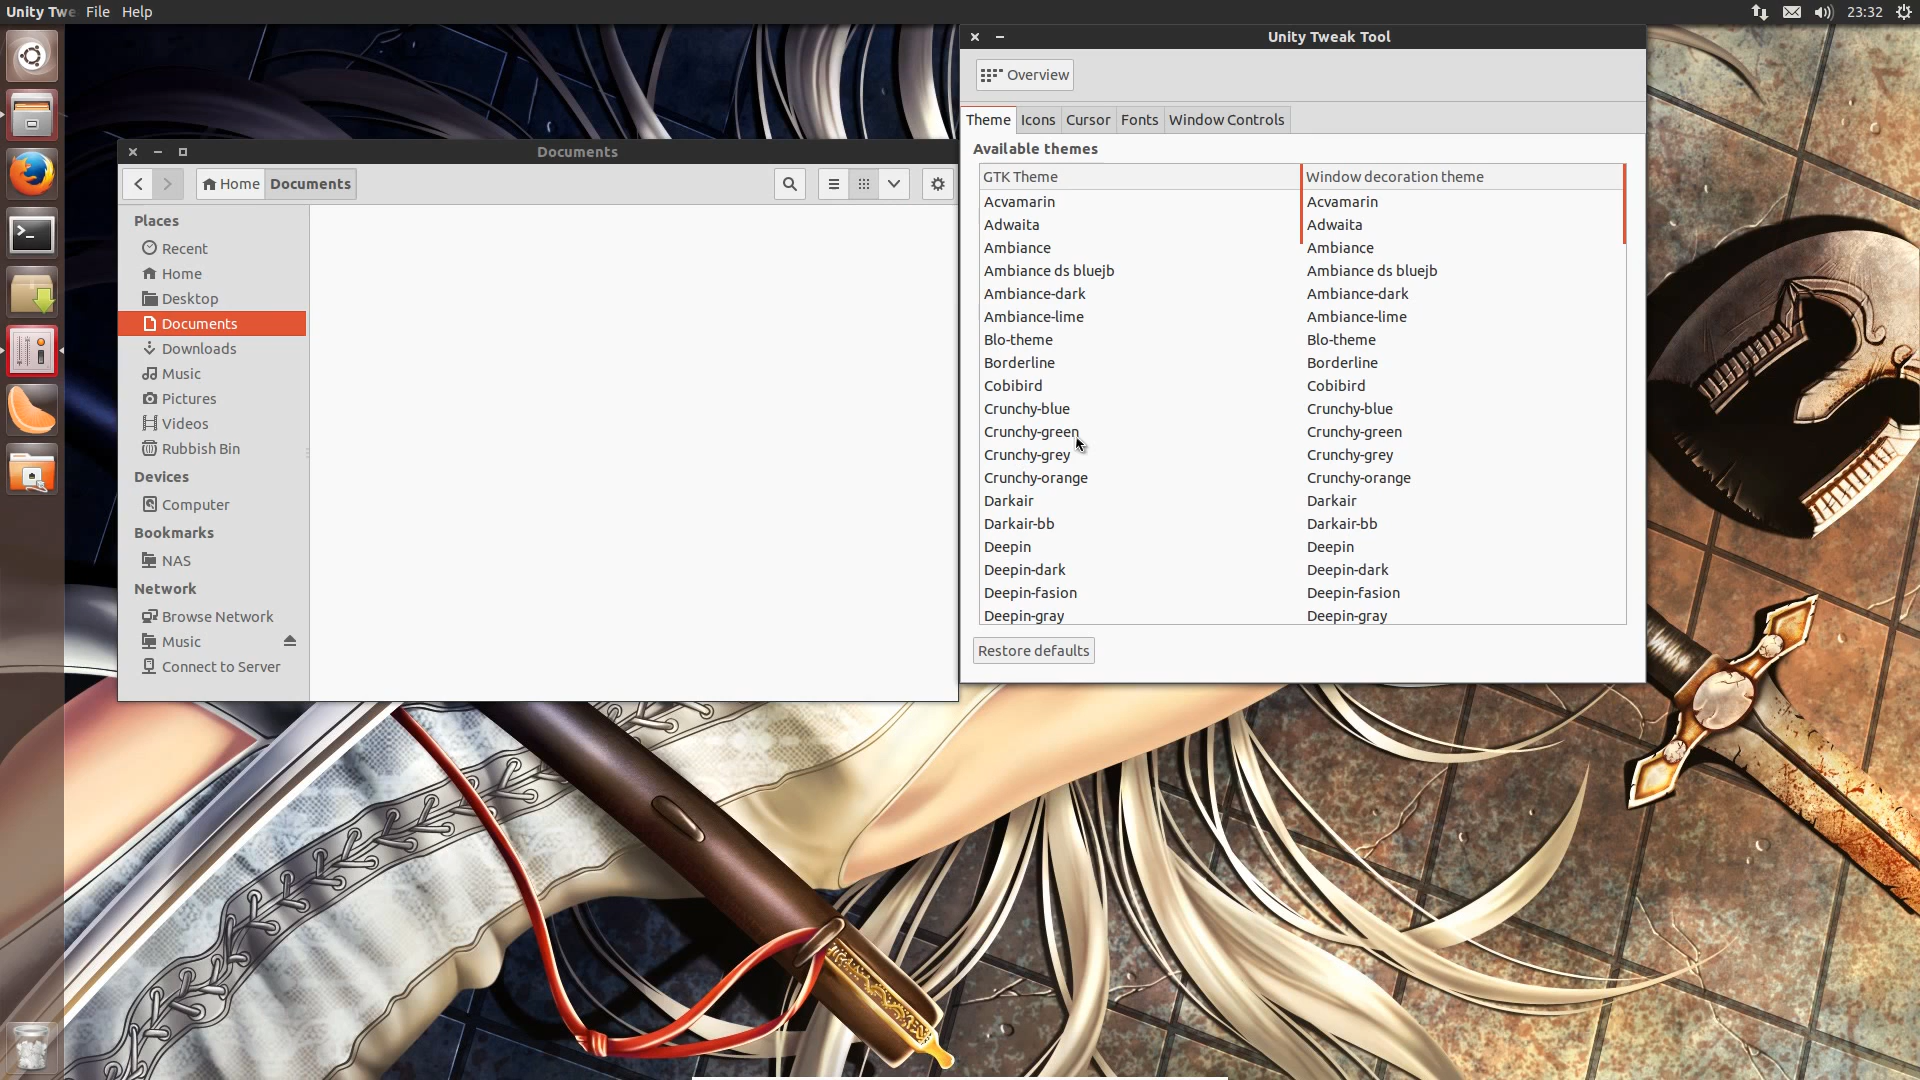 Unity Twe File Help
23:32
Documents
Home Documents
Places
Recent
Home
Desktop
Documents
Downloads
Music
Pictures
Videos
Rubbish Bin
Devices
Computer
Bookmarks
NAS
Network
Browse Network
Music
Connect to Server
Unity Tweak Tool
Overview
Theme Icons Cursor Fonts Window Controls
Available themes
GTK Theme Window decoration theme
Acvamarin Acvamarin
Adwaita Adwaita
Ambiance Ambiance
Ambiance ds bluejb Ambiance ds bluejb
Ambiance-dark Ambiance-dark
Ambiance-lime Ambiance-lime
Blo-theme Blo-theme
Borderline Borderline
Cobibird Cobibird
Crunchy-blue Crunchy-blue
Crunchy-green Crunchy-green
Crunchy-grey Crunchy-grey
Crunchy-orange Crunchy-orange
Darkair Darkair
Darkair-bb Darkair-bb
Deepin Deepin
Deepin-dark Deepin-dark
Deepin-fasion Deepin-fasion
Deepin-gray Deepin-gray
Restore defaults